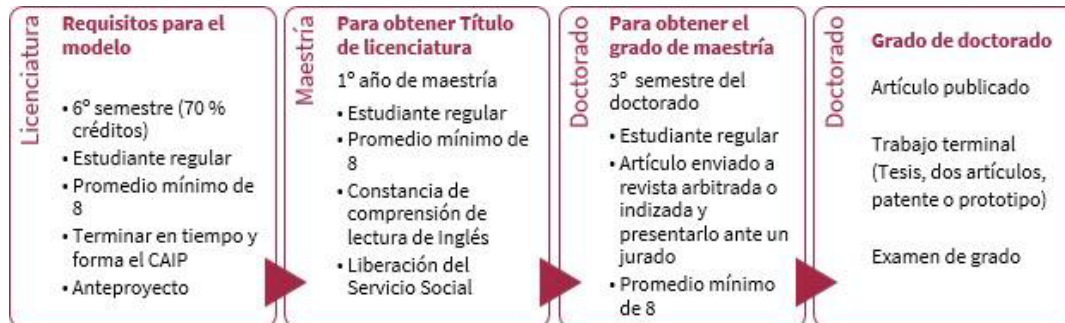 Licenciatura
Requisitos para el
modelo
• 6º semestre (70 %
créditos)
• Estudiante regular
• Promedio mínimo de
8
• Terminar en tiempo y
forma el CAIP
• Anteproyecto
Maestría
Para obtener Título
de licenciatura
1º año de maestría
• Estudiante regular
• Promedio mínimo de
8
• Constancia de
comprensión de
lectura de Inglés
• Liberación del
Servicio Social
Doctorado
Para obtener el
grado de maestría
3º semestre del
doctorado
• Estudiante regular
• Artículo enviado a
revista arbitrada o
indizada y
presentarlo ante un
jurado
• Promedio mínimo
de 8
Doctorado
Grado de doctorado
Artículo publicado
Trabajo terminal
(Tesis, dos artículos,
patente o prototipo)
Examen de grado